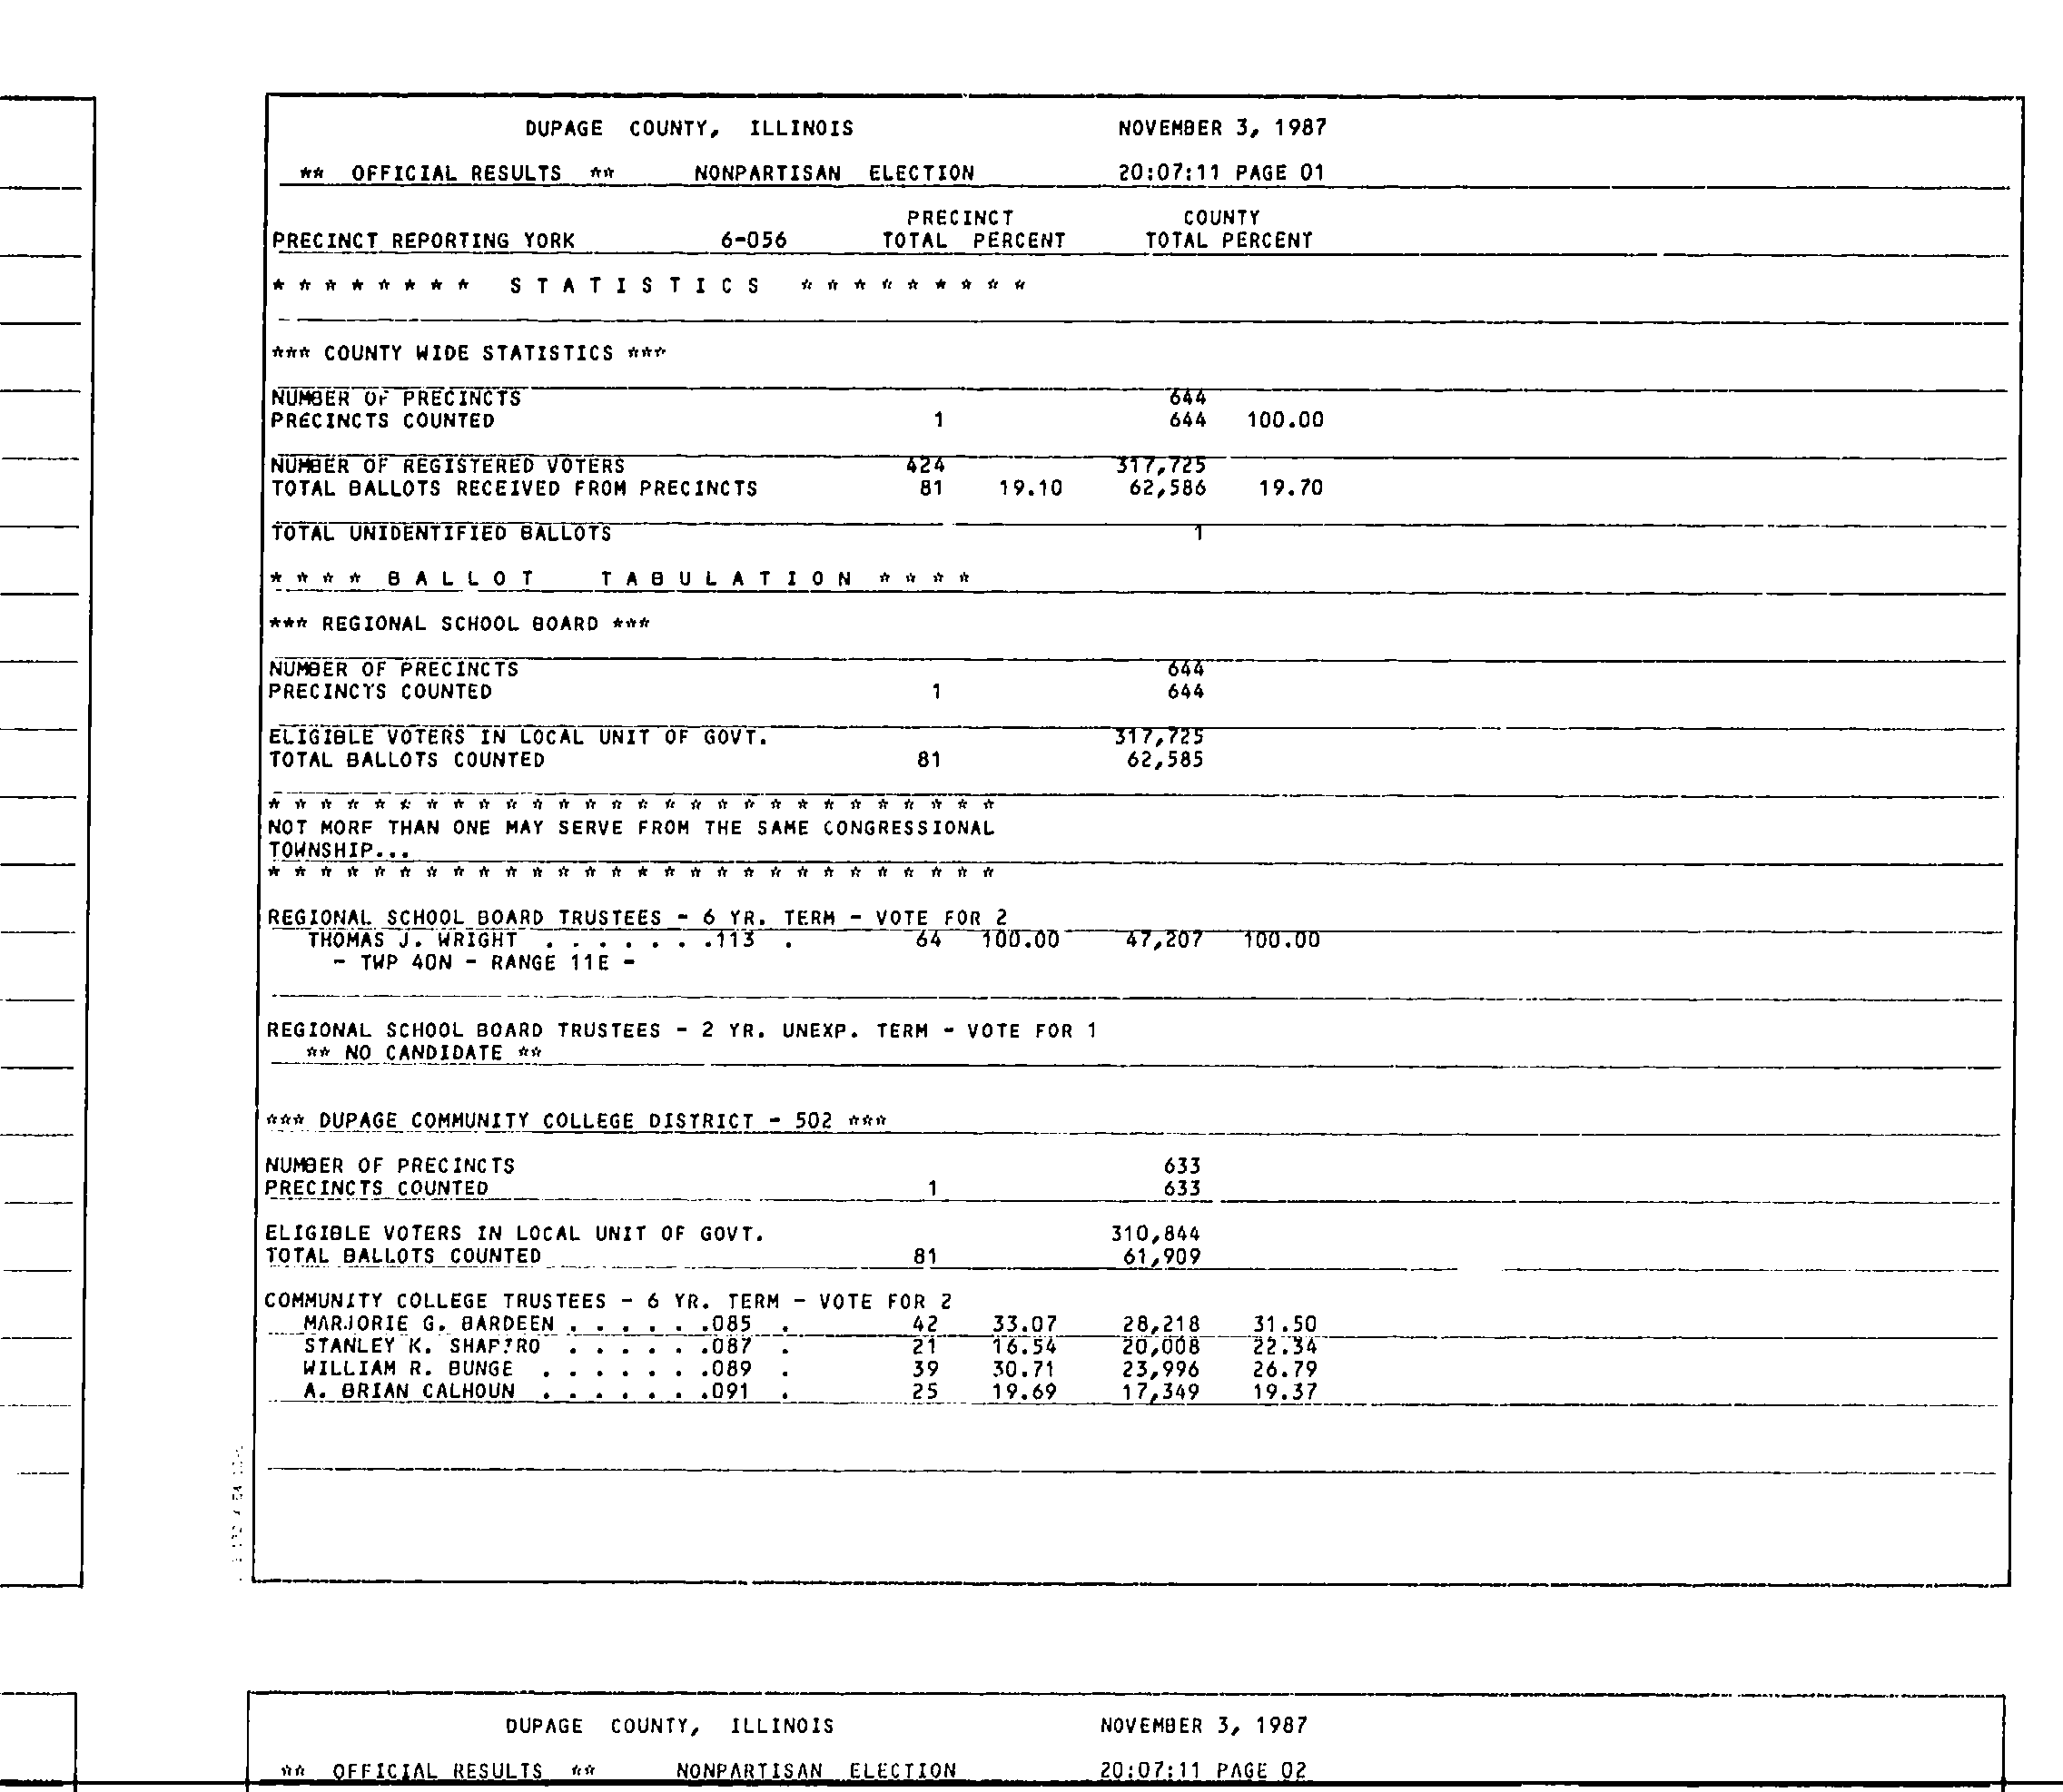 DUPAGE COUNTY, ILLINOIS NOVEMBER 3, 1987
** OFFICIAL RESULTS ** NONPARTISAN ELECTION 20:07:11 PAGE 01
PRECINCT COUNTY
PRECINCT REPORTING YORK 6-056 TOTAL PERCENT TOTAL PERCENT
* * * * * * * * S T A T I S T I C S * * * * * * * * *
*** COUNTY WIDE STATISTICS ***
NUMBER OF PRECINCTS 644
PRECINCTS COUNTED 1 644 100.00
NUMBER OF REGISTERED VOTERS 424 317,725
TOTAL BALLOTS RECEIVED FROM PRECINCTS 81 19.10 62,586 19.70
TOTAL UNIDENTIFIED BALLOTS 1
* * * * B A L L O T T A B U L A T I O N * * * *
*** REGIONAL SCHOOL BOARD ***
NUMBER OF PRECINCTS 644
PRECINCTS COUNTED 1 644
ELIGIBLE VOTERS IN LOCAL UNIT OF GOVT. 317,725
TOTAL BALLOTS COUNTED 81 62,585
* * * * * * * * * * * * * * * * * * * * * * * * * * * *
NOT MORE THAN ONE MAY SERVE FROM THE SAME CONGRESSIONAL
TOWNSHIP...
* * * * * * * * * * * * * * * * * * * * * * * * * * * *
REGIONAL SCHOOL BOARD TRUSTEES - 6 YR. TERM - VOTE FOR 2
THOMAS J. WRIGHT . . . . . . .113 . 64 100.00 47,207 100.00
- TWP 40N - RANGE 11E -
REGIONAL SCHOOL BOARD TRUSTEES - 2 YR. UNEXP. TERM - VOTE FOR 1
** NO CANDIDATE **
*** DUPAGE COMMUNITY COLLEGE DISTRICT - 502 ***
NUMBER OF PRECINCTS 633
PRECINCTS COUNTED 1 633
ELIGIBLE VOTERS IN LOCAL UNIT OF GOVT. 310,844
TOTAL BALLOTS COUNTED 81 61,909
COMMUNITY COLLEGE TRUSTEES - 6 YR. TERM - VOTE FOR 2
MARJORIE G. BARDEEN . . . . . .085 . 42 33.07 28,218 31.50
STANLEY K. SHAPIRO . . . . . .087 . 21 16.54 20,008 22.34
WILLIAM R. BUNGE . . . . . . .089 . 39 30.71 23,996 26.79
A. BRIAN CALHOUN . . . . . . .091 . 25 19.69 17,349 19.37
DUPAGE COUNTY, ILLINOIS NOVEMBER 3, 1987
** OFFICIAL RESULTS ** NONPARTISAN ELECTION 20:07:11 PAGE 02